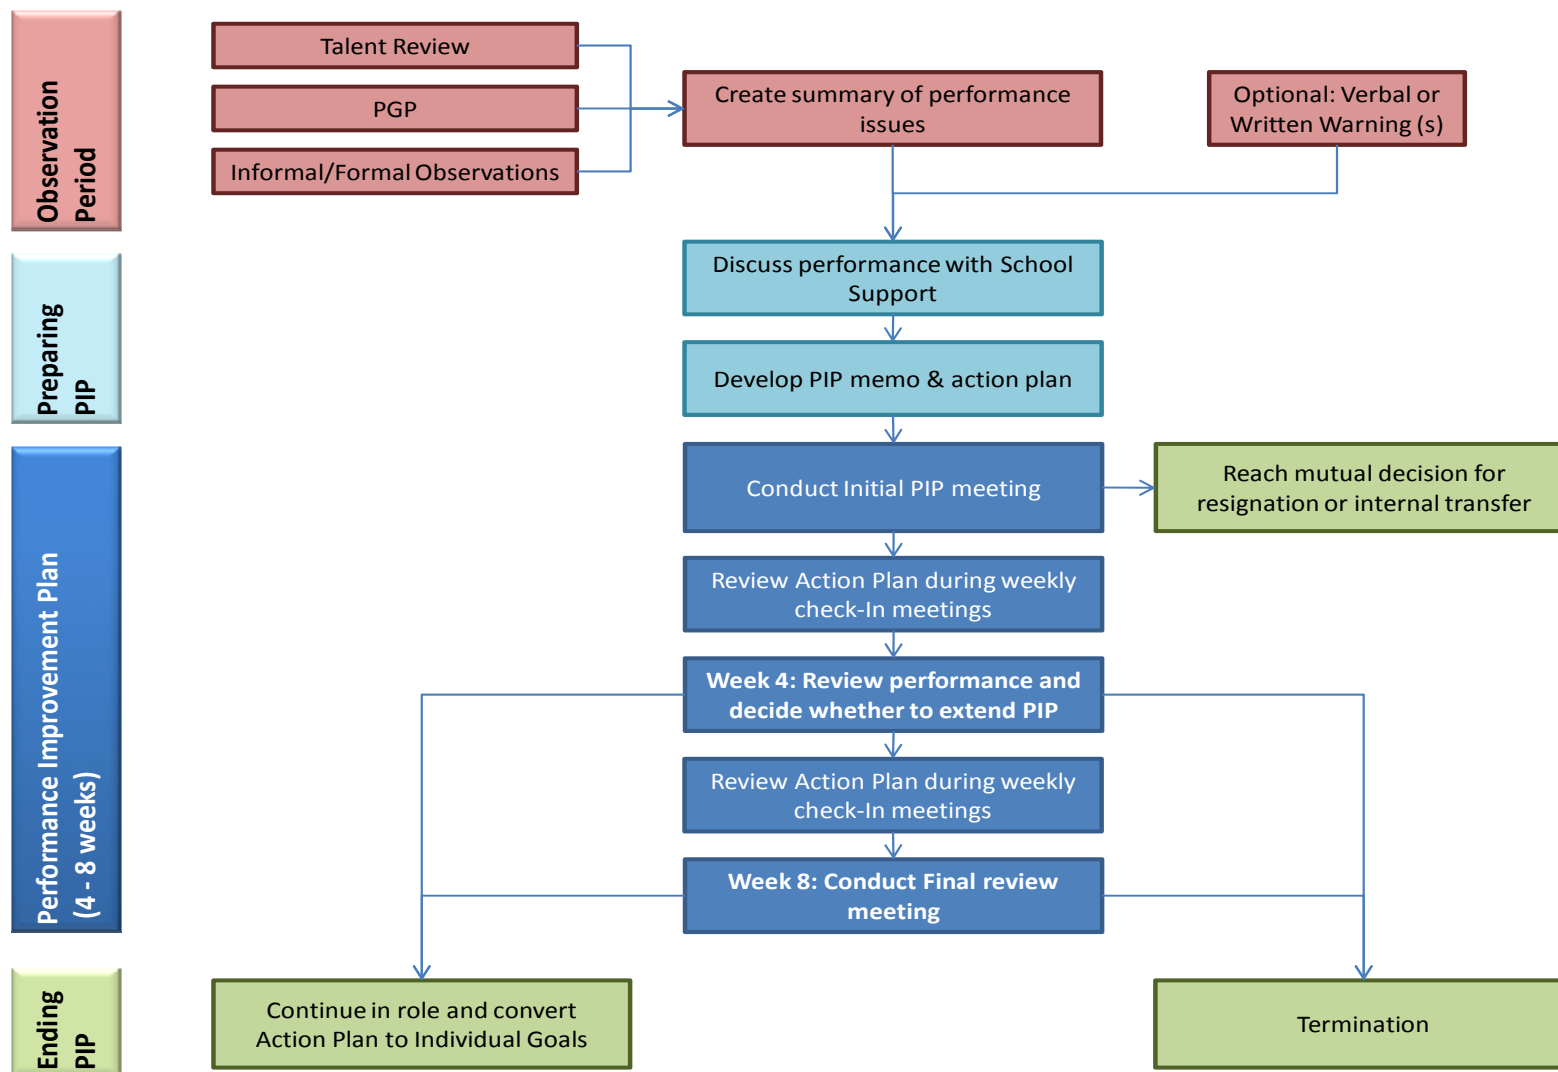 Observation
Period
Talent Review
PGP
Informal/Formal Observations
Create summary of performance
issues
Optional: Verbal or
Written Warning (s)
Preparing
PIP
Discuss performance with School
Support
Develop PIP memo & action plan
Performance Improvement Plan
(4 - 8 weeks)
Conduct Initial PIP meeting
Reach mutual decision for
resignation or internal transfer
Review Action Plan during weekly
check-In meetings
Week 4: Review performance and
decide whether to extend PIP
Review Action Plan during weekly
check-In meetings
Week 8: Conduct Final review
meeting
Ending
PIP
Continue in role and convert
Action Plan to Individual Goals
Termination